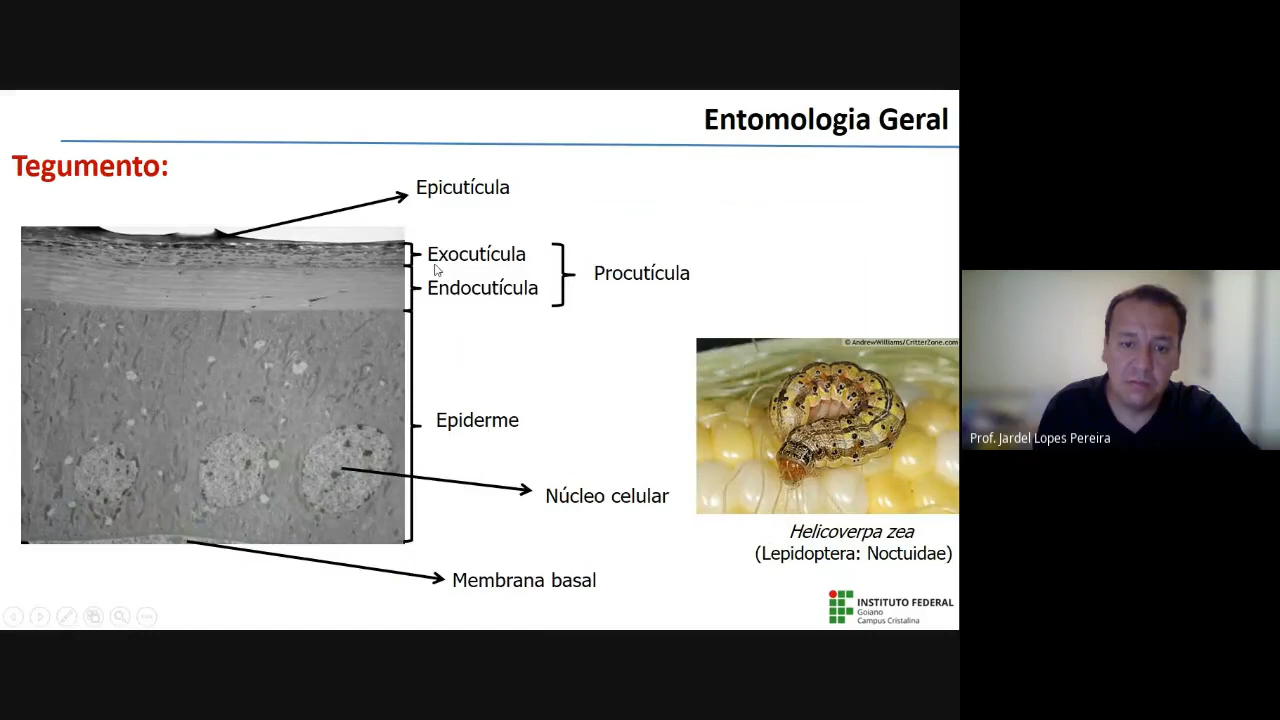 Entomologia Geral
Tegumento:
Epicutícula
Exocutícula
Endocutícula
Procutícula
Epiderme
Núcleo celular
Membrana basal
© AndrewWilliams/CritterZone.com
Helicoverpa zea
(Lepidoptera: Noctuidae)
INSTITUTO FEDERAL
Goiano
Campus Cristalina
Prof. Jardel Lopes Pereira